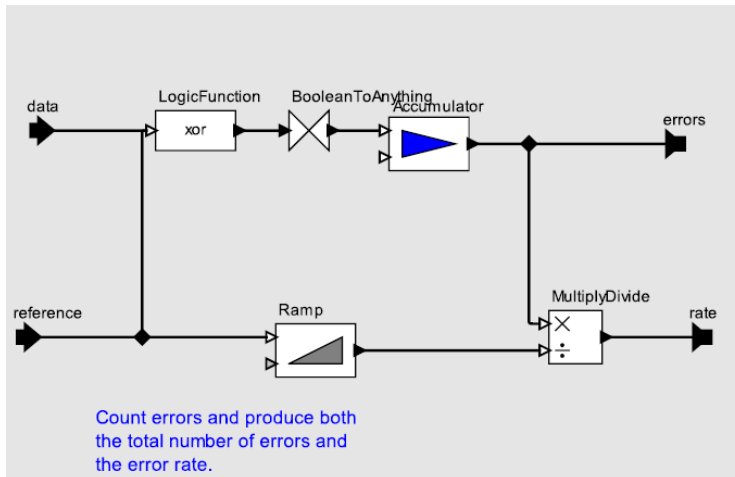 LogicFunction
BooleanToAnything
Accumulator
data
errors
xor
MultiplyDivide
reference
Ramp
rate
×
÷
Count errors and produce both
the total number of errors and
the error rate.